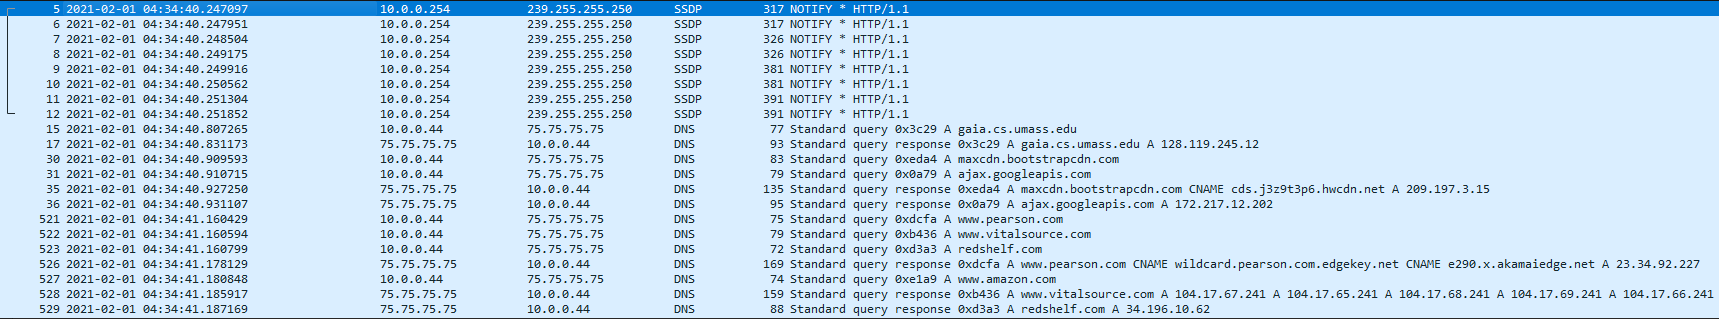 5 2021-02-01 04:34:40.247097 10.0.0.254 239.255.255.250 SSDP 317 NOTIFY * HTTP/1.1
6 2021-02-01 04:34:40.247951 10.0.0.254 239.255.255.250 SSDP 317 NOTIFY * HTTP/1.1
7 2021-02-01 04:34:40.248504 10.0.0.254 239.255.255.250 SSDP 326 NOTIFY * HTTP/1.1
8 2021-02-01 04:34:40.249175 10.0.0.254 239.255.255.250 SSDP 326 NOTIFY * HTTP/1.1
9 2021-02-01 04:34:40.249916 10.0.0.254 239.255.255.250 SSDP 381 NOTIFY * HTTP/1.1
10 2021-02-01 04:34:40.250562 10.0.0.254 239.255.255.250 SSDP 381 NOTIFY * HTTP/1.1
11 2021-02-01 04:34:40.251304 10.0.0.254 239.255.255.250 SSDP 391 NOTIFY * HTTP/1.1
12 2021-02-01 04:34:40.251852 10.0.0.254 239.255.255.250 SSDP 391 NOTIFY * HTTP/1.1
15 2021-02-01 04:34:40.807265 10.0.0.44 75.75.75.75 DNS 77 Standard query 0x3c29 A gaia.cs.umass.edu
17 2021-02-01 04:34:40.831173 75.75.75.75 10.0.0.44 DNS 93 Standard query response 0x3c29 A gaia.cs.umass.edu A 128.119.245.12
30 2021-02-01 04:34:40.909593 10.0.0.44 75.75.75.75 DNS 83 Standard query 0xeda4 A maxcdn.bootstrapcdn.com
31 2021-02-01 04:34:40.910715 10.0.0.44 75.75.75.75 DNS 79 Standard query 0x0a79 A ajax.googleapis.com
35 2021-02-01 04:34:40.927250 75.75.75.75 10.0.0.44 DNS 135 Standard query response 0xeda4 A maxcdn.bootstrapcdn.com CNAME cds.j3z9t3p6.hwcdn.net A 209.197.3.15
36 2021-02-01 04:34:40.931107 75.75.75.75 10.0.0.44 DNS 95 Standard query response 0x0a79 A ajax.googleapis.com A 172.217.12.202
521 2021-02-01 04:34:41.160429 10.0.0.44 75.75.75.75 DNS 75 Standard query 0xdcfa A www.pearson.com
522 2021-02-01 04:34:41.160594 10.0.0.44 75.75.75.75 DNS 79 Standard query 0xb436 A www.vitalsource.com
523 2021-02-01 04:34:41.160799 10.0.0.44 75.75.75.75 DNS 72 Standard query 0xd3a3 A redshelf.com
526 2021-02-01 04:34:41.178129 75.75.75.75 10.0.0.44 DNS 169 Standard query response 0xdcfa A www.pearson.com CNAME wildcard.pearson.com.edgekey.net CNAME e290.x.akamaiedge.net A 23.34.92.227
527 2021-02-01 04:34:41.180848 10.0.0.44 75.75.75.75 DNS 74 Standard query 0xe1a9 A www.amazon.com
528 2021-02-01 04:34:41.185917 75.75.75.75 10.0.0.44 DNS 159 Standard query response 0xb436 A www.vitalsource.com A 104.17.67.241 A 104.17.65.241 A 104.17.68.241 A 104.17.69.241 A 104.17.66.241
529 2021-02-01 04:34:41.187169 75.75.75.75 10.0.0.44 DNS 88 Standard query response 0xd3a3 A redshelf.com A 34.196.10.62